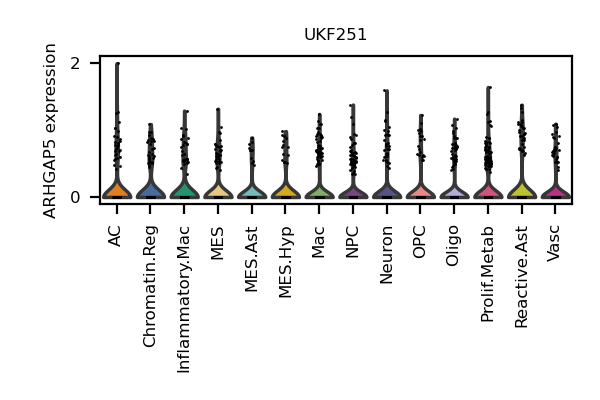 UKF251
ARHGAP5 expression
2
0
AC
Chromatin.Reg
Inflammatory.Mac
MES
MES.Ast
MES.Hyp
Mac
NPC
Neuron
OPC
Oligo
Prolif.Metab
Reactive.Ast
Vasc